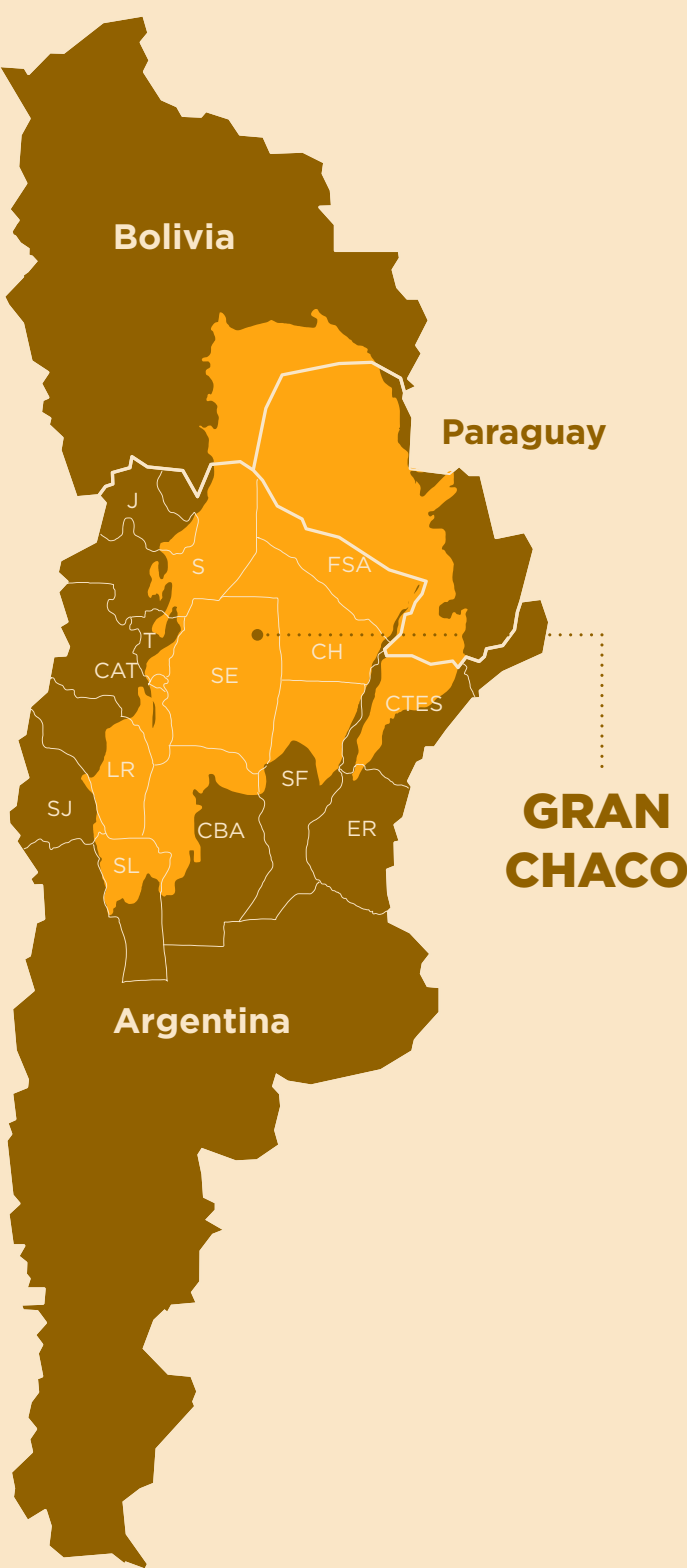 Bolivia
Paraguay
J
S
FSA
T
CH
CAT
SE
CTES
LR
SF
SJ
CBA
ER
SL
GRAN
CHACO
Argentina